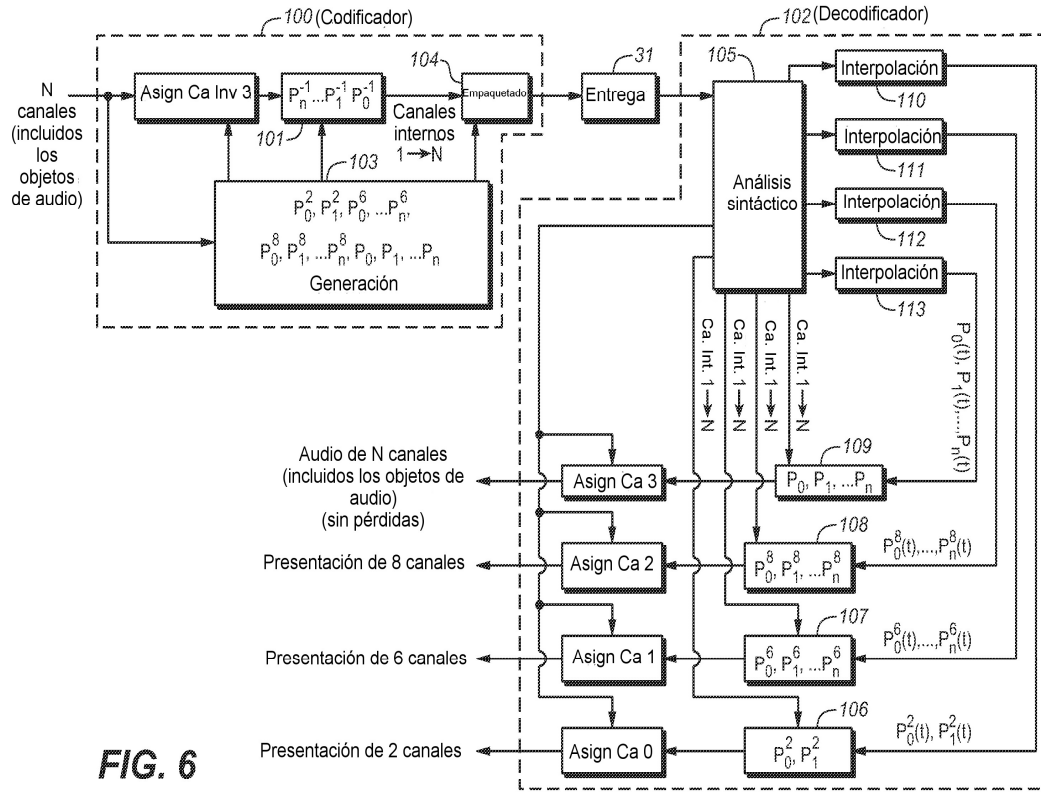 100 (Codificador)
102 (Decodificador)
N
canales
(incluidos
los
objetos
de audio)
Asign Ca Inv 3
P_n^-1 ...P_1^-1 P_0^-1
101
Canales
internos
1→N
104
Empaquetado
31
Entrega
103
P_0^2, P_1^2, P_0^6, ...P_n^6,
P_0^8, P_1^8, ...P_n^8, P_0, P_1, ...P_n
Generación
105
Análisis
sintáctico
Interpolación
110
Interpolación
111
Interpolación
112
Interpolación
113
Ca. Int. 1→N
Ca. Int. 1→N
Ca. Int. 1→N
Ca. Int. 1→N
P_0(t), P_1(t),...,P_n(t)
Audio de N canales
(incluidos los objetos de
audio)
(sin pérdidas)
Asign Ca 3
109
P_0, P_1, ...P_n
Presentación de 8 canales
Asign Ca 2
108
P_0^8, P_1^8, ...P_n^8
P_0^8(t),...,P_n^8(t)
Presentación de 6 canales
Asign Ca 1
107
P_0^6, P_1^6, ...P_n^6
P_0^6(t),...,P_n^6(t)
Presentación de 2 canales
Asign Ca 0
106
P_0^2, P_1^2
P_0^2(t), P_1^2(t)
FIG. 6